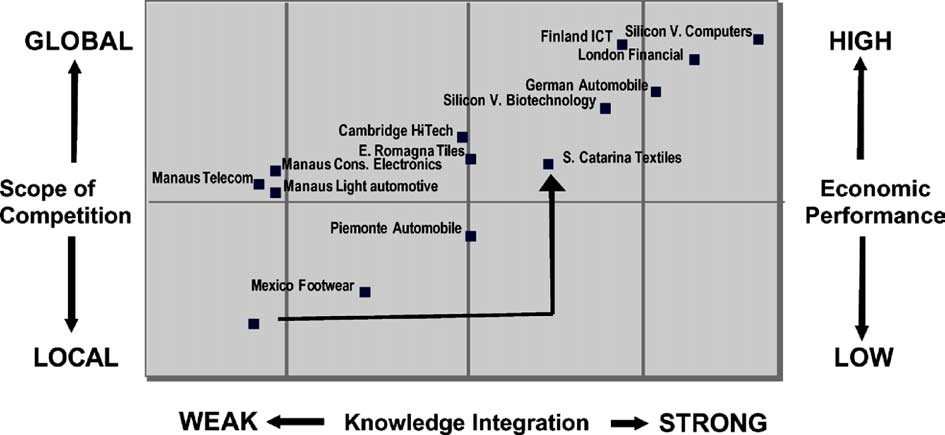 GLOBAL
Scope of
Competition
LOCAL
Finland ICT
Silicon V. Computers
London Financial
German Automobile
Silicon V. Biotechnology
Cambridge HiTech
E. Romagna Tiles
Manaus Cons. Electronics
S. Catarina Textiles
Manaus Telecom
Manaus Light automotive
Piemonte Automobile
Mexico Footwear
HIGH
Economic
Performance
LOW
WEAK Knowledge Integration STRONG